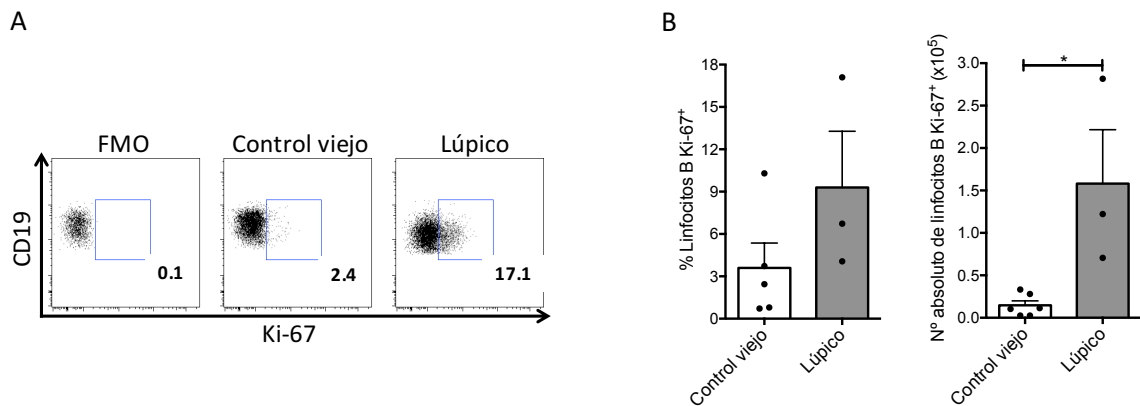 A
FMO
Control viejo
Lúpico
CD19
0.1
2.4
17.1
Ki-67
B
% Linfocitos B Ki-67⁺
18
15
12
9
6
3
0
Control viejo
Lúpico
Nº absoluto de linfocitos B Ki-67⁺ (x10⁵)
3.0
2.5
2.0
1.5
1.0
0.5
0.0
*
Control viejo
Lúpico